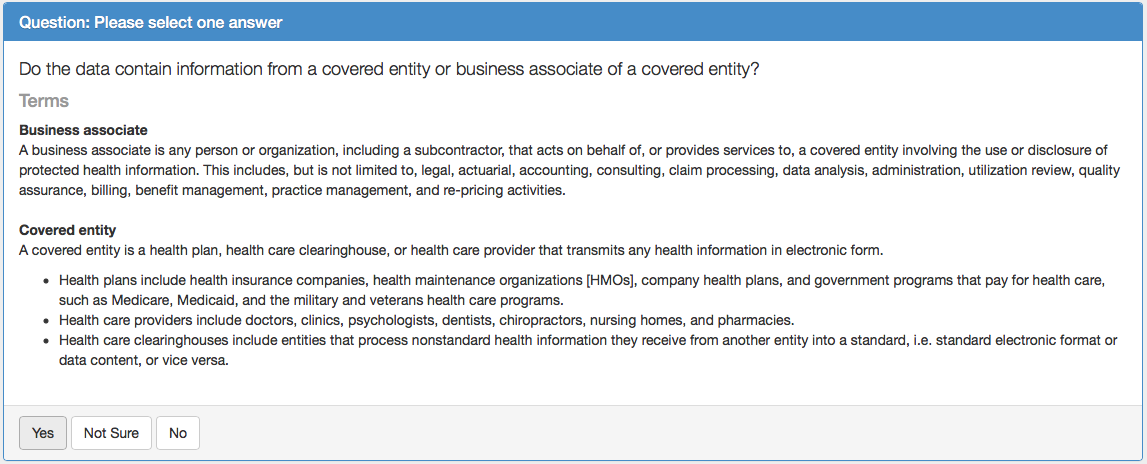 Question: Please select one answer
Do the data contain information from a covered entity or business associate of a covered entity?
Terms
Business associate
A business associate is any person or organization, including a subcontractor, that acts on behalf of, or provides services to, a covered entity involving the use or disclosure of
protected health information. This includes, but is not limited to, legal, actuarial, accounting, consulting, claim processing, data analysis, administration, utilization review, quality
assurance, billing, benefit management, practice management, and re-pricing activities.
Covered entity
A covered entity is a health plan, health care clearinghouse, or health care provider that transmits any health information in electronic form.
• Health plans include health insurance companies, health maintenance organizations [HMOs], company health plans, and government programs that pay for health care,
such as Medicare, Medicaid, and the military and veterans health care programs.
• Health care providers include doctors, clinics, psychologists, dentists, chiropractors, nursing homes, and pharmacies.
• Health care clearinghouses include entities that process nonstandard health information they receive from another entity into a standard, i.e. standard electronic format or
data content, or vice versa.
Yes Not Sure No